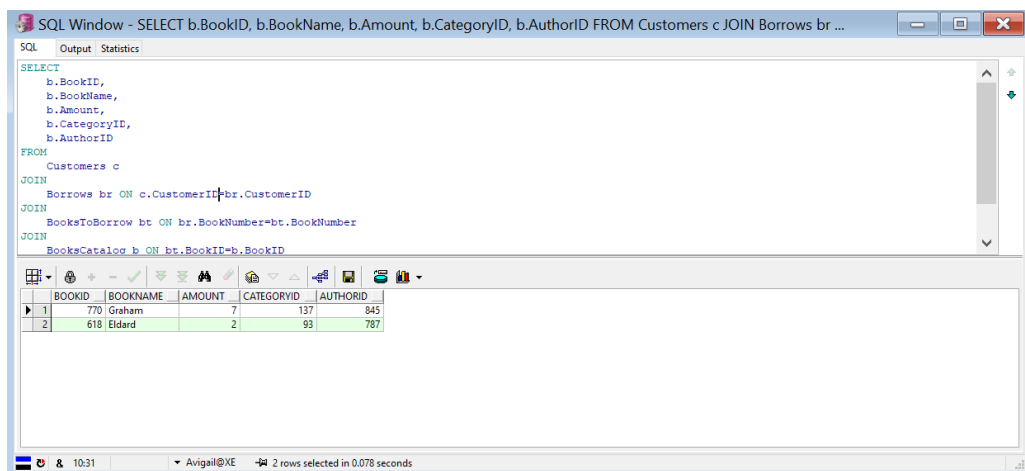 SQL Window - SELECT b.BookID, b.BookName, b.Amount, b.CategoryID, b.AuthorID FROM Customers c JOIN Borrows br ...
SQL Output Statistics
SELECT
b.BookID,
b.BookName,
b.Amount,
b.CategoryID,
b.AuthorID
FROM
Customers c
JOIN
Borrows br ON c.CustomerID=br.CustomerID
JOIN
BooksToBorrow bt ON br.BookNumber=bt.BookNumber
JOIN
BooksCatalog b ON bt.BookID=b.BookID
BOOKID BOOKNAME AMOUNT CATEGORYID AUTHORID
1 770 Graham 7 137 845
2 618 Eldard 2 93 787
& 10:31 Avigail@XE 2 rows selected in 0.078 seconds